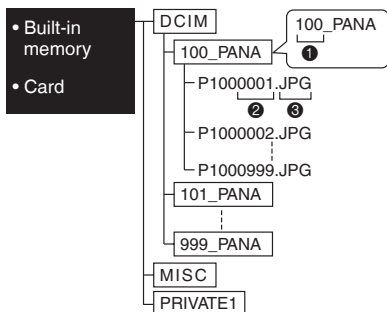 • Built-in
memory
• Card
DCIM
100_PANA
100_PANA
❶
P1000001.JPG
❷ ❸
P1000002.JPG
P1000999.JPG
101_PANA
999_PANA
MISC
PRIVATE1